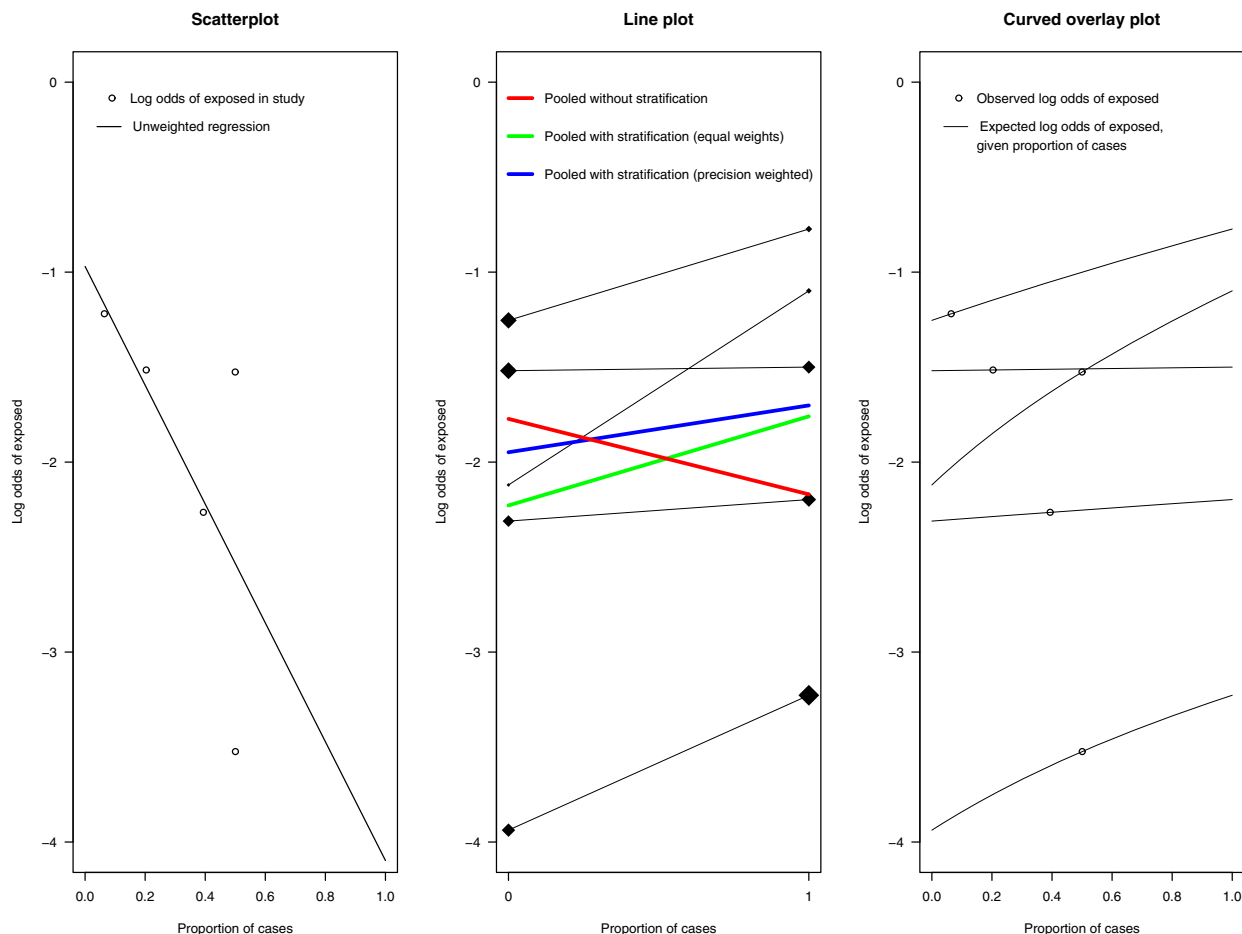 Scatterplot
0
−1
−2
−3
−4
Log odds of exposed
Log odds of exposed in study
Unweighted regression
0.0 0.2 0.4 0.6 0.8 1.0
Proportion of cases
Line plot
0
−1
−2
−3
−4
Log odds of exposed
Pooled without stratification
Pooled with stratification (equal weights)
Pooled with stratification (precision weighted)
0 1
Proportion of cases
Curved overlay plot
0
−1
−2
−3
−4
Log odds of exposed
Observed log odds of exposed
Expected log odds of exposed,
given proportion of cases
0.0 0.2 0.4 0.6 0.8 1.0
Proportion of cases